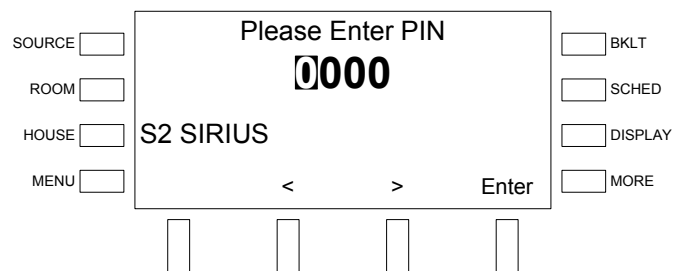 Please Enter PIN
SOURCE BKLT
0000
ROOM SCHED
HOUSE S2 SIRIUS DISPLAY
MENU < > Enter MORE